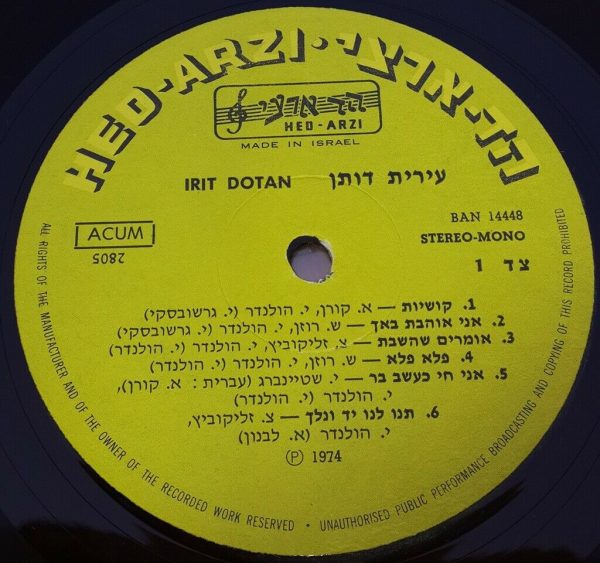 HED-ARZI • הד-ארצי
הד ארצי
HED-ARZI
MADE IN ISRAEL
IRIT DOTAN עירית דותן
ACUM
2805
BAN 14448
STEREO-MONO
צד 1
1. קושיות — א. קורן, י. הולנדר (י. גרשובסקי)
2. אני אוהבת באך — ש. רוזן, י. הולנדר (י. גרשובסקי)
3. אומרים שהשבת — צ. זליקוביץ, י. הולנדר (י. הולנדר)
4. פלא פלא — ש. רוזן, י. הולנדר (י. הולנדר)
5. אני חי כעשב בר — י. שטיינברג (עברית : א. קורן),
י. הולנדר (י. הולנדר)
6. תנו לנו יד ונלך — צ. זליקוביץ,
י. הולנדר (א. לבנון)
Ⓟ 1974
ALL RIGHTS OF THE MANUFACTURER AND OF THE OWNER OF THE RECORDED WORK RESERVED • UNAUTHORISED PUBLIC PERFORMANCE BROADCASTING AND COPYING OF THIS RECORD PROHIBITED